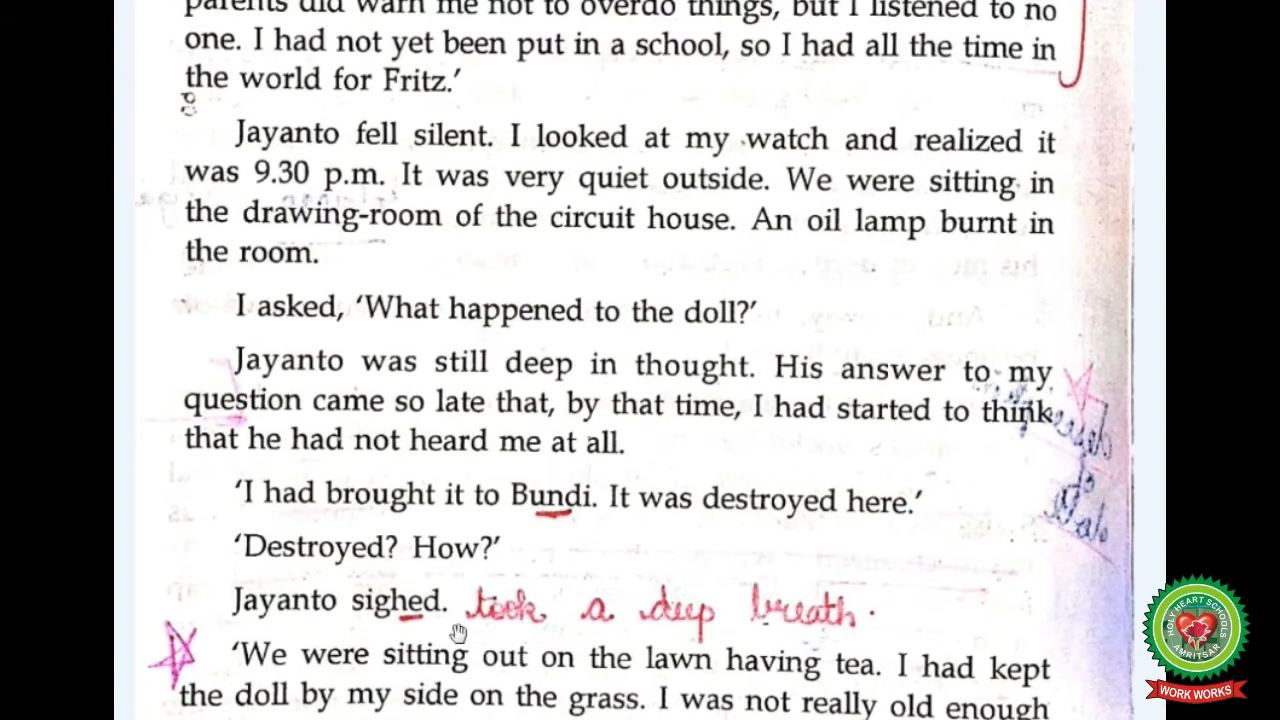 parents did warn me not to overdo things, but I listened to no
one. I had not yet been put in a school, so I had all the time in
the world for Fritz.'
Jayanto fell silent. I looked at my watch and realized it
was 9.30 p.m. It was very quiet outside. We were sitting in
the drawing-room of the circuit house. An oil lamp burnt in
the room.
I asked, 'What happened to the doll?'
Jayanto was still deep in thought. His answer to my
question came so late that, by that time, I had started to think
that he had not heard me at all.
'I had brought it to Bundi. It was destroyed here.'
'Destroyed? How?'
Jayanto sighed. took a deep breath.
'We were sitting out on the lawn having tea. I had kept
the doll by my side on the grass. I was not really old enough
HOLY HEART SCHOOLS
AMRITSAR
WORK WORKS